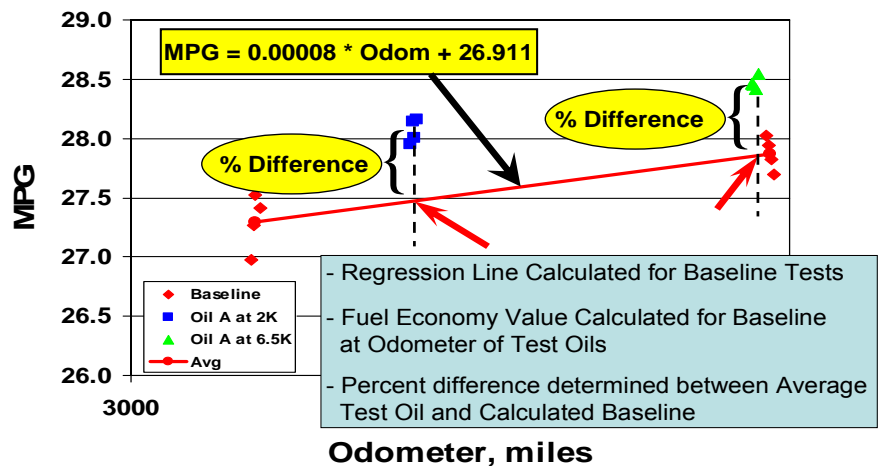 29.0
MPG = 0.00008 * Odom + 26.911
28.5
% Difference
28.0
% Difference
27.5
MPG
27.0
26.5
26.0
Baseline
Oil A at 2K
Oil A at 6.5K
Avg
- Regression Line Calculated for Baseline Tests
- Fuel Economy Value Calculated for Baseline
at Odometer of Test Oils
- Percent difference determined between Average
Test Oil and Calculated Baseline
3000
Odometer, miles